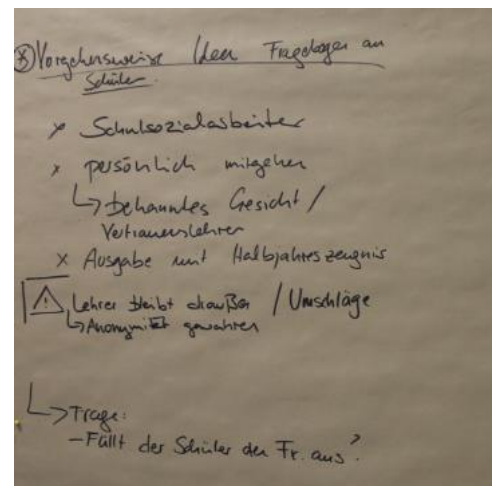 ③ Vorgehensweise Idee Fragebogen an
Schüler
x Schulsozialarbeiter
x persönlich mitgehen
↳ bekanntes Gesicht /
Vertrauenslehrer
x Ausgabe mit Halbjahreszeugnis
⚠ Lehrer bleibt draußen / Umschläge
↳ Anonymität gewahren
↳ Frage:
- Füllt der Schüler den Fr. aus?